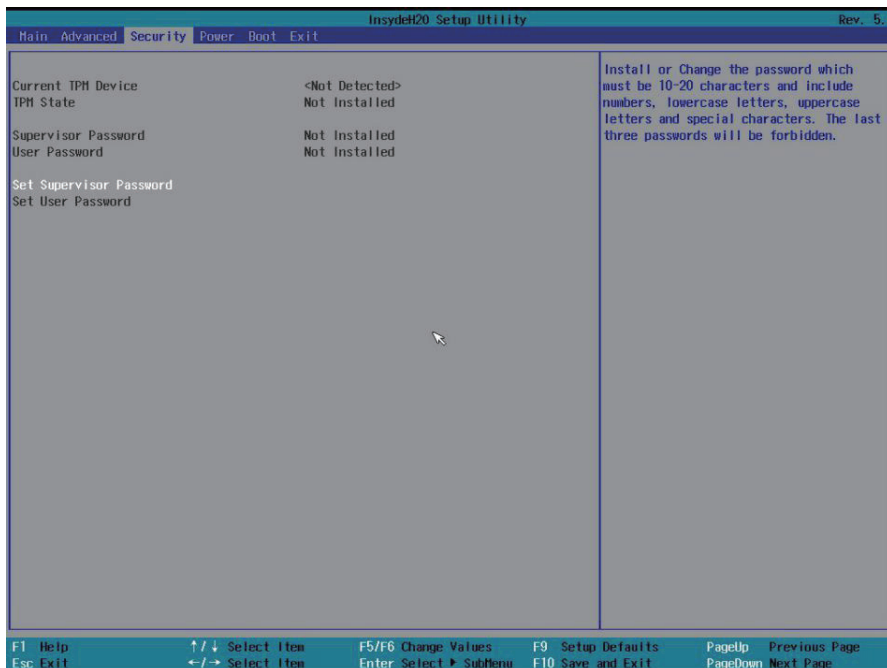 InsydeH20 Setup Utility Rev. 5.
Main Advanced Security Power Boot Exit
Current TPM Device <Not Detected>
TPM State Not Installed
Supervisor Password Not Installed
User Password Not Installed
Set Supervisor Password
Set User Password
Install or Change the password which
must be 10-20 characters and include
numbers, lowercase letters, uppercase
letters and special characters. The last
three passwords will be forbidden.
F1 Help ↑/↓ Select Item F5/F6 Change Values F9 Setup Defaults PageUp Previous Page
Esc Exit ←/→ Select Item Enter Select ▶ SubMenu F10 Save and Exit PageDown Next Page